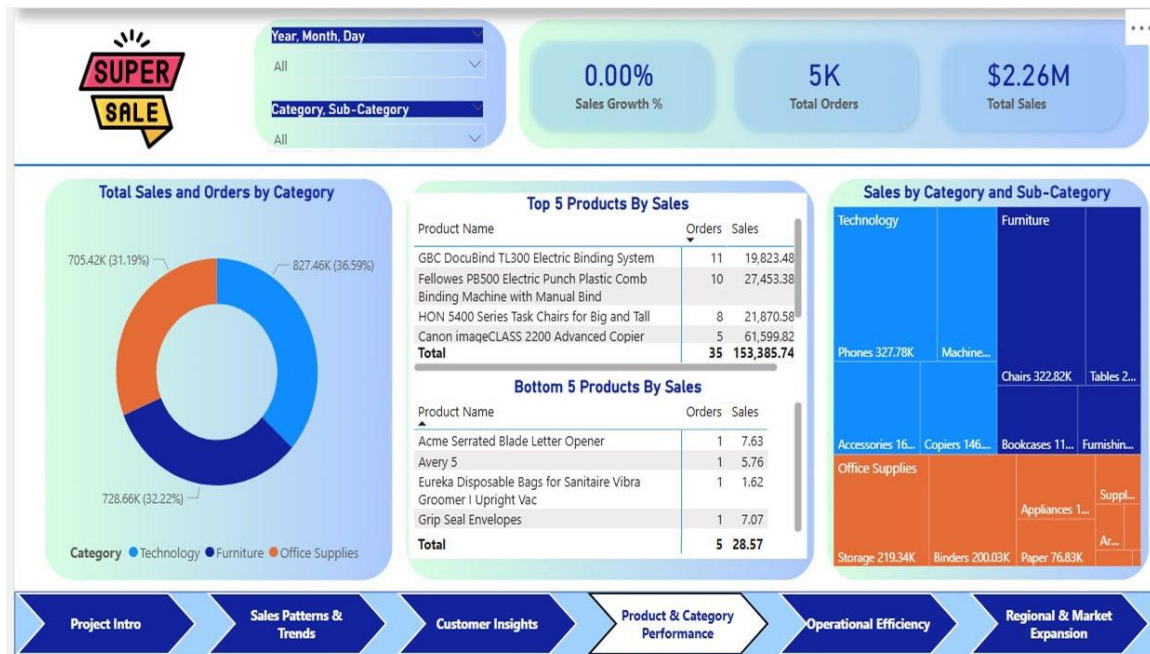 SUPER
SALE
Year, Month, Day
All
Category, Sub-Category
All
0.00%
Sales Growth %
5K
Total Orders
$2.26M
Total Sales
Total Sales and Orders by Category
705.42K (31.19%)
827.46K (36.59%)
728.66K (32.22%)
Category Technology Furniture Office Supplies
Top 5 Products By Sales
Product Name Orders Sales
GBC DocuBind TL300 Electric Binding System 11 19,823.48
Fellowes PB500 Electric Punch Plastic Comb 10 27,453.38
Binding Machine with Manual Bind
HON 5400 Series Task Chairs for Big and Tall 8 21,870.58
Canon imageCLASS 2200 Advanced Copier 5 61,599.82
Total 35 153,385.74
Bottom 5 Products By Sales
Product Name Orders Sales
Acme Serrated Blade Letter Opener 1 7.63
Avery 5 1 5.76
Eureka Disposable Bags for Sanitaire Vibra 1 1.62
Groomer I Upright Vac
Grip Seal Envelopes 1 7.07
Total 5 28.57
Sales by Category and Sub-Category
Technology
Furniture
Phones 327.78K
Machine...
Chairs 322.82K
Tables 2...
Accessories 16...
Copiers 146....
Bookcases 11...
Furnishin...
Office Supplies
Storage 219.34K
Binders 200.03K
Appliances 1...
Paper 76.83K
Suppl...
Ar...
Project Intro
Sales Patterns &
Trends
Customer Insights
Product & Category
Performance
Operational Efficiency
Regional & Market
Expansion